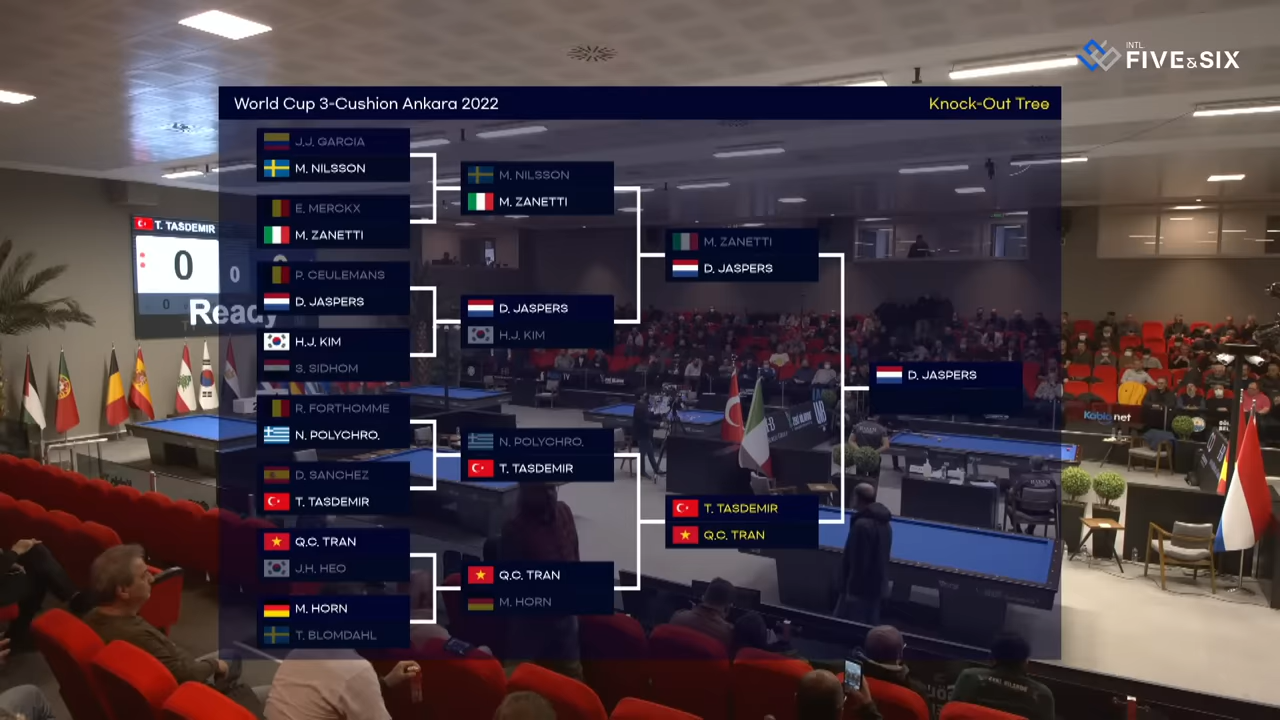 INTL.
FIVE&SIX
World Cup 3-Cushion Ankara 2022
Knock-Out Tree
J.J. GARCIA
M. NILSSON
E. MERCKX
M. ZANETTI
P. CEULEMANS
D. JASPERS
H.J. KIM
S. SIDHOM
R. FORTHOMME
N. POLYCHRO.
D. SANCHEZ
T. TASDEMIR
Q.C. TRAN
J.H. HEO
M. HORN
T. BLOMDAHL
M. NILSSON
M. ZANETTI
D. JASPERS
H.J. KIM
N. POLYCHRO.
T. TASDEMIR
Q.C. TRAN
M. HORN
M. ZANETTI
D. JASPERS
T. TASDEMIR
Q.C. TRAN
D. JASPERS
T. TASDEMIR
0
0
0
Ready
Kablonet